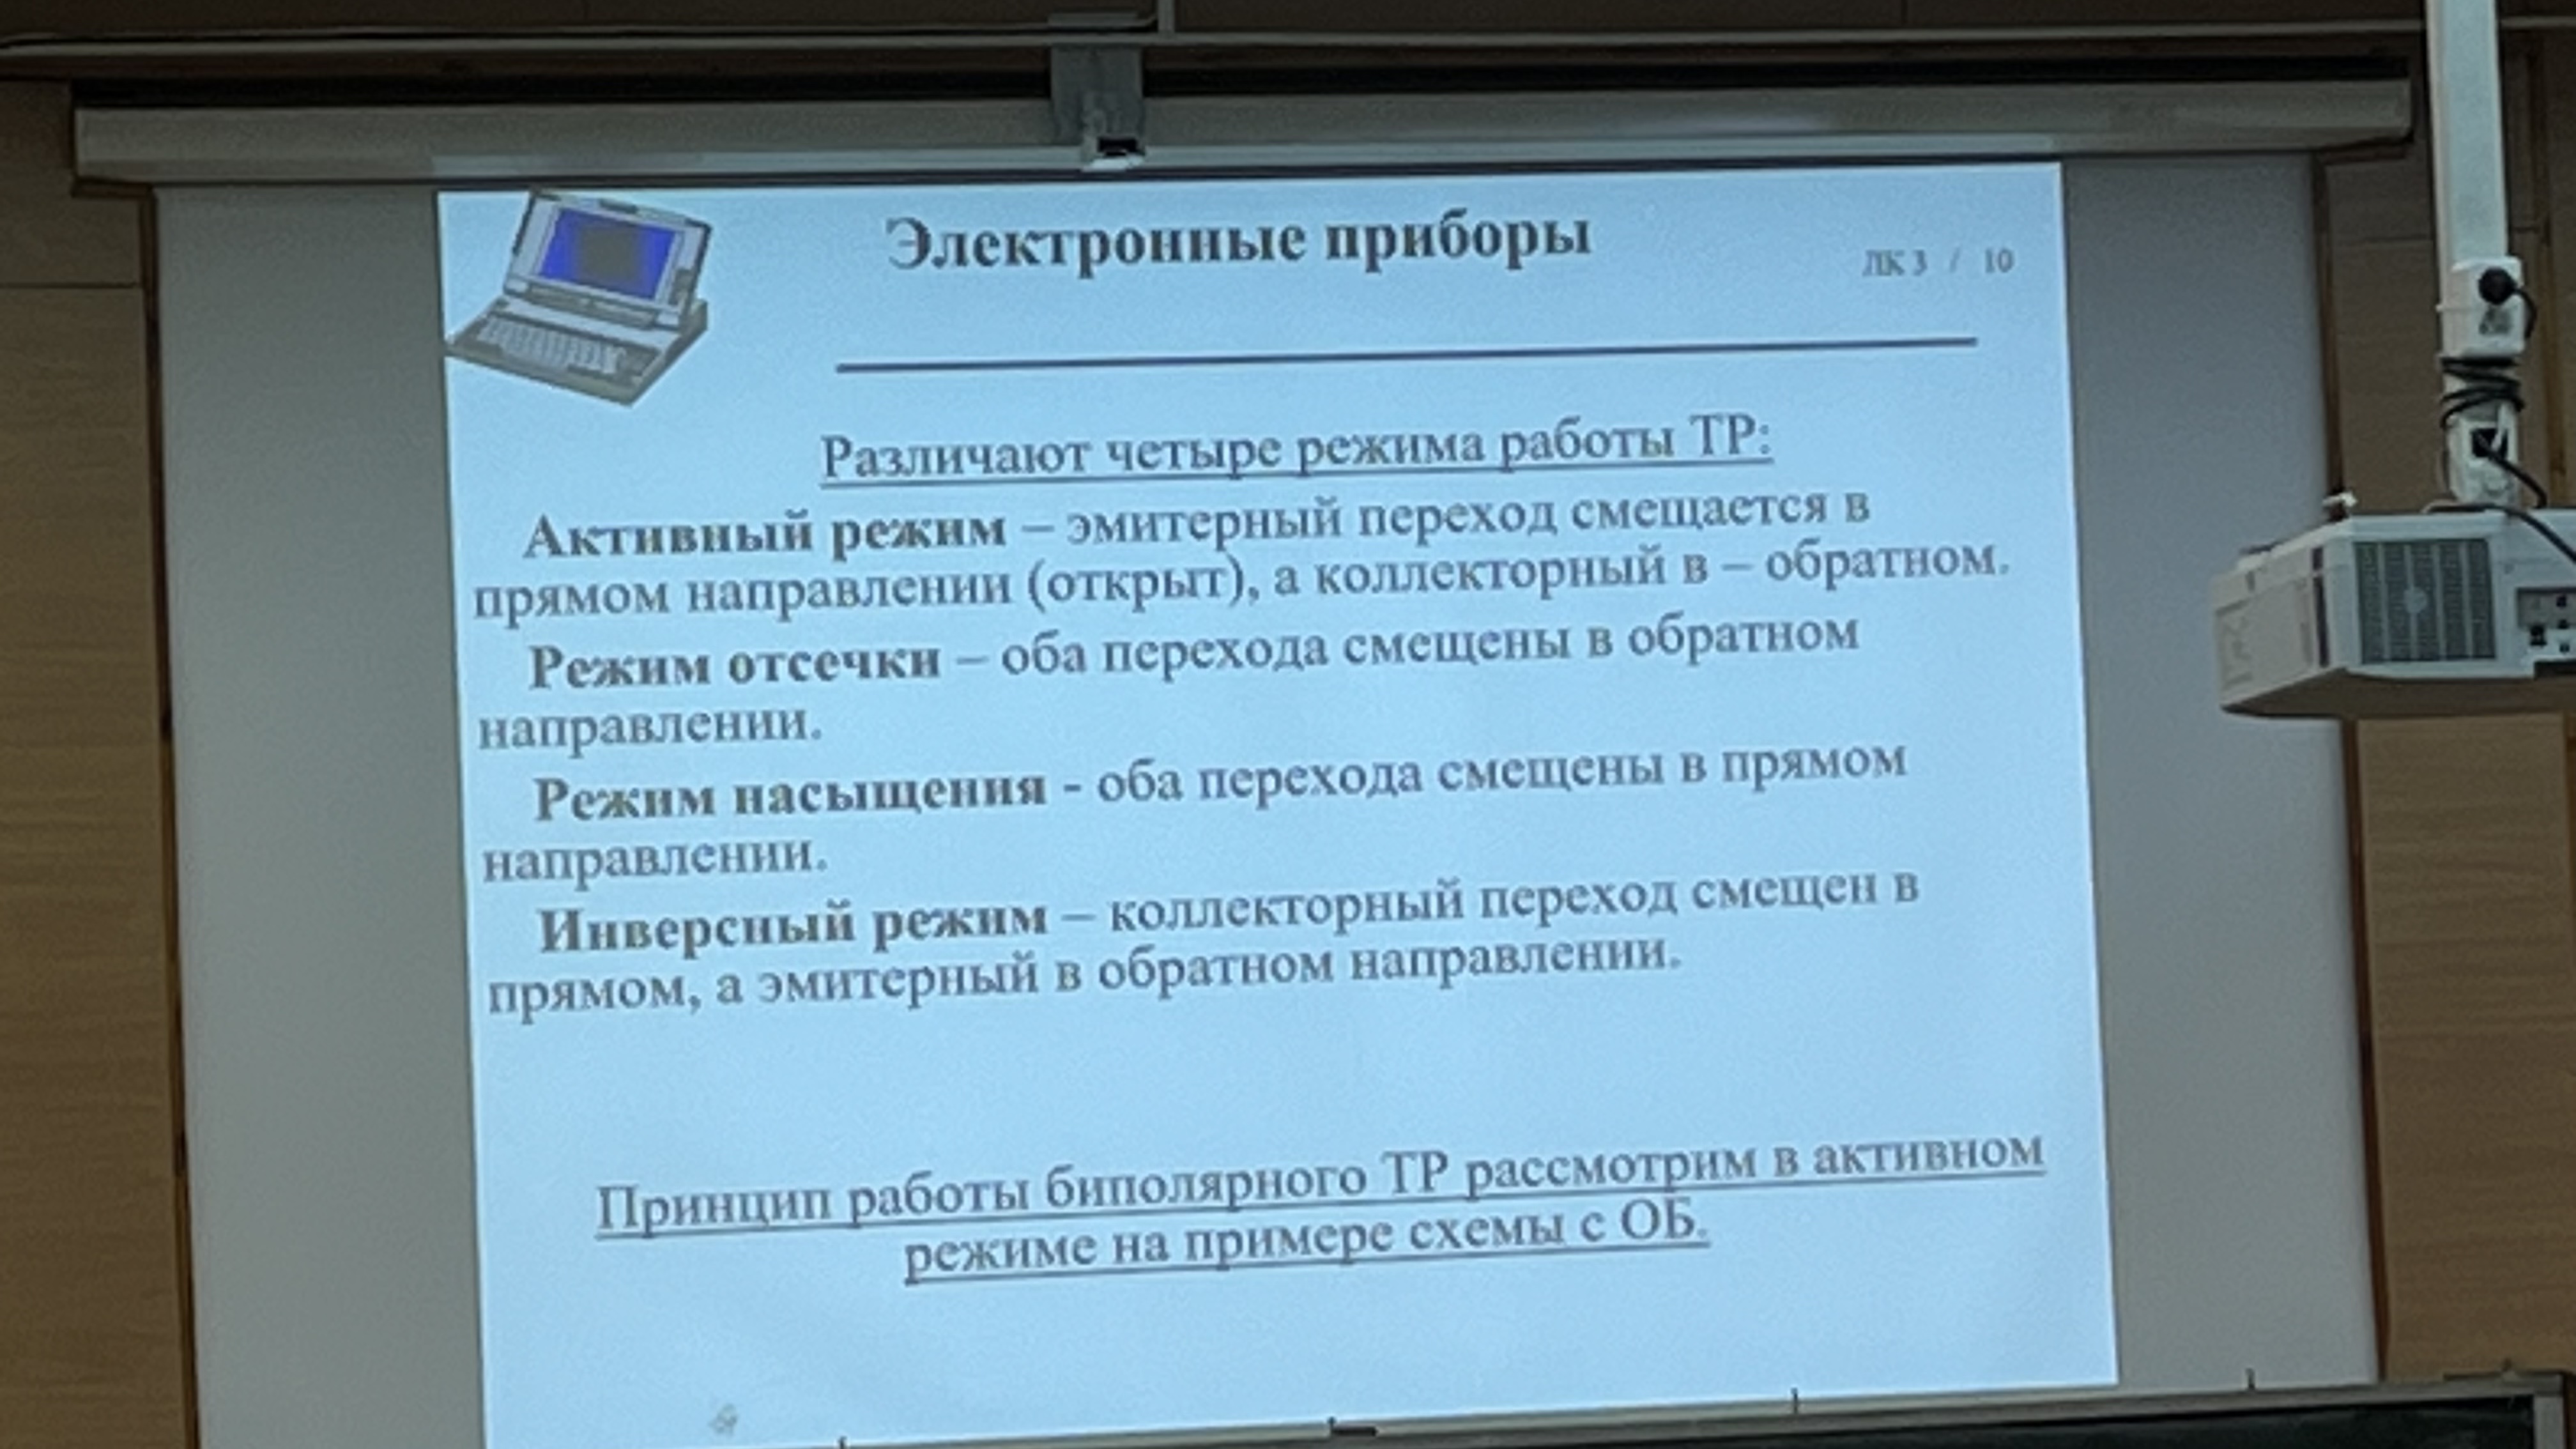 Электронные приборы
ЛК 3 / 10
Различают четыре режима работы ТР:
Активный режим – эмитерный переход смещается в
прямом направлении (открыт), а коллекторный в – обратном.
Режим отсечки – оба перехода смещены в обратном
направлении.
Режим насыщения - оба перехода смещены в прямом
направлении.
Инверсный режим – коллекторный переход смещен в
прямом, а эмитерный в обратном направлении.
Принцип работы биполярного ТР рассмотрим в активном
режиме на примере схемы с ОБ.